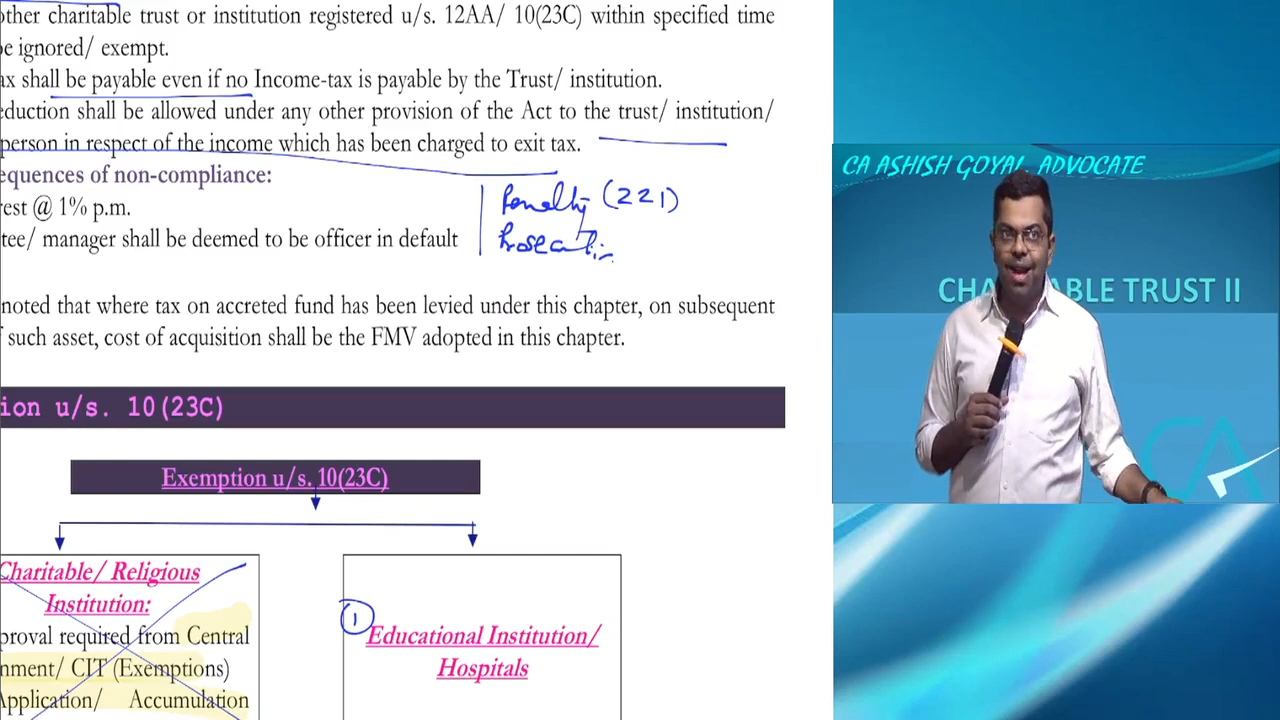 other charitable trust or institution registered u/s. 12AA/ 10(23C) within specified time
be ignored/ exempt.
ax shall be payable even if no Income-tax is payable by the Trust/ institution.
eduction shall be allowed under any other provision of the Act to the trust/ institution/
person in respect of the income which has been charged to exit tax.
equences of non-compliance:
rest @ 1% p.m.
tee/ manager shall be deemed to be officer in default
Penalty (221)
noted that where tax on accreted fund has been levied under this chapter, on subsequent
such asset, cost of acquisition shall be the FMV adopted in this chapter.
ion u/s. 10(23C)
Exemption u/s. 10(23C)
Charitable/ Religious
Institution:
proval required from Central
nment/ CIT (Exemptions)
Application/ Accumulation
1
Educational Institution/
Hospitals
CA ASHISH GOYAL, ADVOCATE
CHA ABLE TRUST II
CA